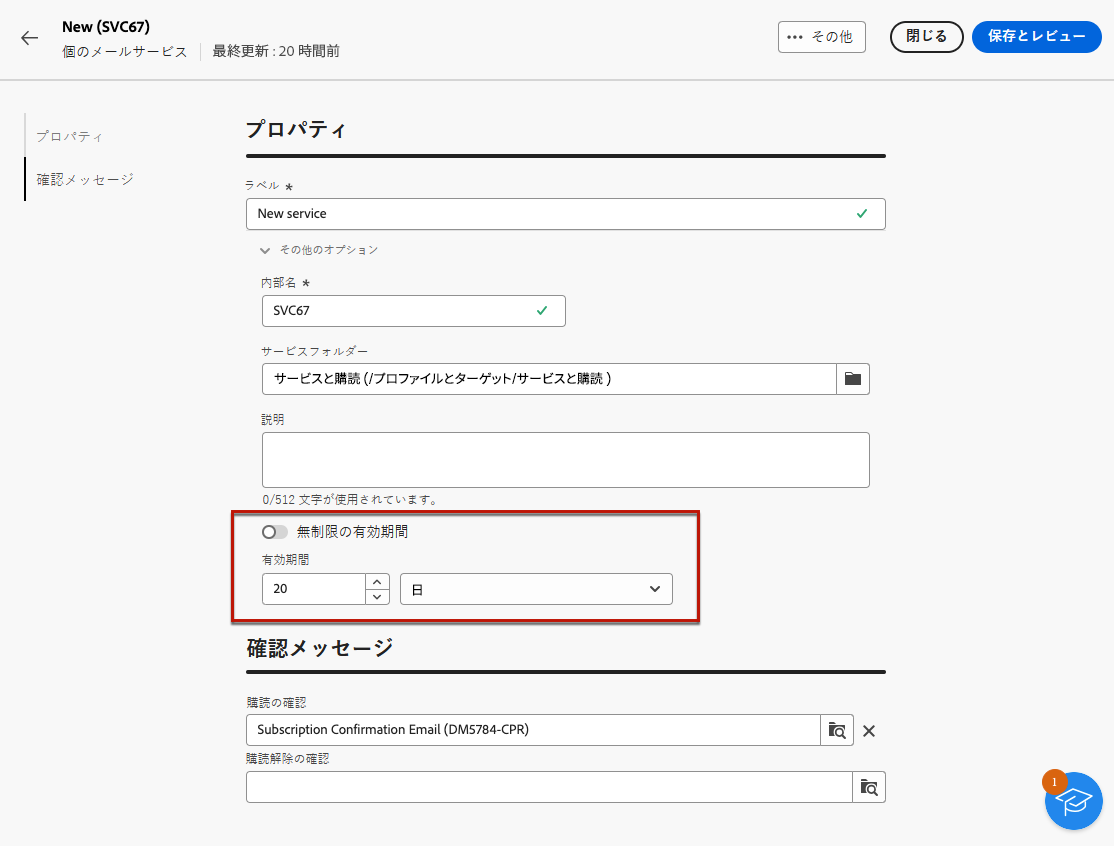 New (SVC67)
個のメールサービス 最終更新 : 20 時間前
••• その他
閉じる
保存とレビュー
プロパティ
確認メッセージ
プロパティ
ラベル *
New service
その他のオプション
内部名 *
SVC67
サービスフォルダー
サービスと購読 (/プロファイルとターゲット/サービスと購読 )
説明
0/512 文字が使用されています。
無制限の有効期間
有効期間
20 日
確認メッセージ
購読の確認
Subscription Confirmation Email (DM5784-CPR)
購読解除の確認
1